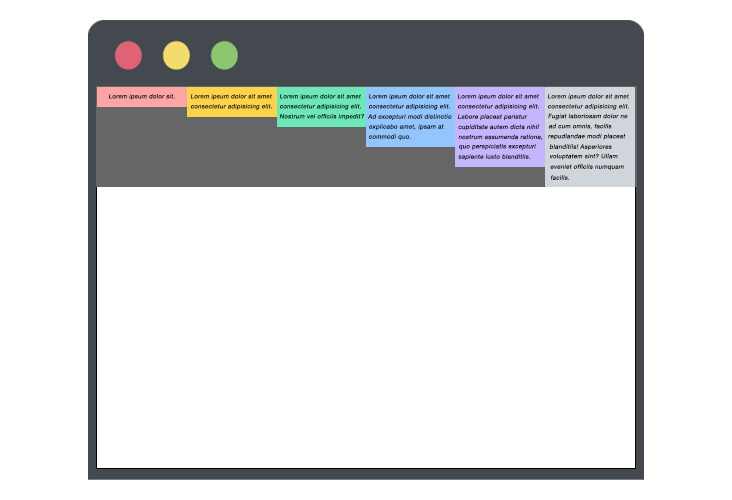 Lorem ipsum dolor sit.
Lorem ipsum dolor sit amet
consectetur adipisicing elit.
Lorem ipsum dolor sit amet
consectetur adipisicing elit.
Nostrum vel officiis impedit?
Lorem ipsum dolor sit amet
consectetur adipisicing elit.
Ad excepturi modi distinctio
explicabo amet, ipsam at
commodi quo.
Lorem ipsum dolor sit amet
consectetur adipisicing elit.
Labore placeat pariatur
cupiditate autem dicta nihil
nostrum assumenda ratione,
quo perspiciatis excepturi
sapiente iusto blanditiis.
Lorem ipsum dolor sit amet
consectetur adipisicing elit.
Fugiat laboriosam dolor ne
ad cum omnis, facilis
repudiandae modi placeat
blanditiis! Asperiores
voluptatem sint? Ullam
eveniet officiis numquam
facilis.